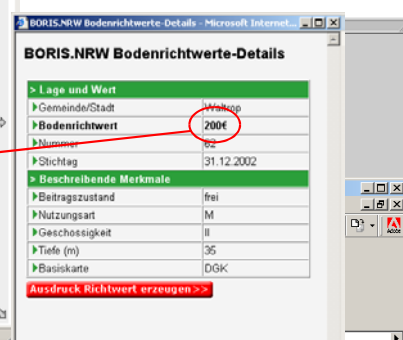 BORIS.NRW Bodenrichtwerte-Details - Microsoft Internet...
BORIS.NRW Bodenrichtwerte-Details
> Lage und Wert
Gemeinde/Stadt Waltrop
Bodenrichtwert 200€
Nummer 62
Stichtag 31.12.2002
> Beschreibende Merkmale
Beitragszustand frei
Nutzungsart M
Geschossigkeit II
Tiefe (m) 35
Basiskarte DGK
Ausdruck Richtwert erzeugen>>